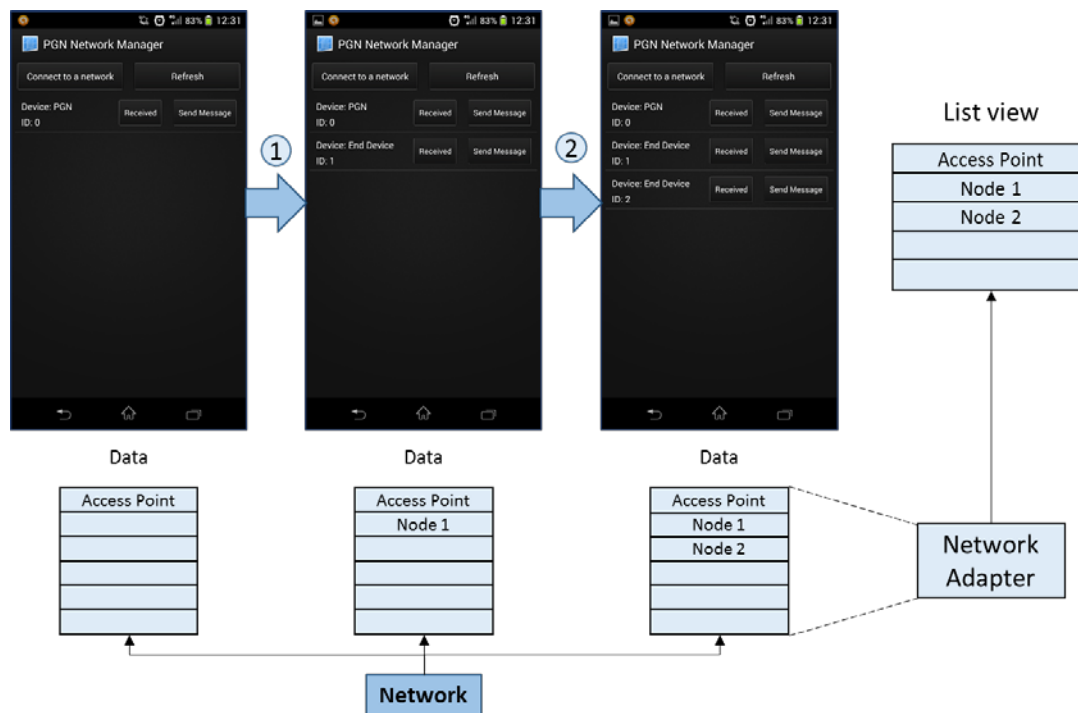 83% 12:31
PGN Network Manager
Connect to a network Refresh
Device: PGN
ID: 0
Received Send Message
1
83% 12:31
PGN Network Manager
Connect to a network Refresh
Device: PGN
ID: 0
Received Send Message
Device: End Device
ID: 1
Received Send Message
2
83% 12:31
PGN Network Manager
Connect to a network Refresh
Device: PGN
ID: 0
Received Send Message
Device: End Device
ID: 1
Received Send Message
Device: End Device
ID: 2
Received Send Message
List view
Access Point
Node 1
Node 2
Data
Access Point
Data
Access Point
Node 1
Data
Access Point
Node 1
Node 2
Network
Adapter
Network